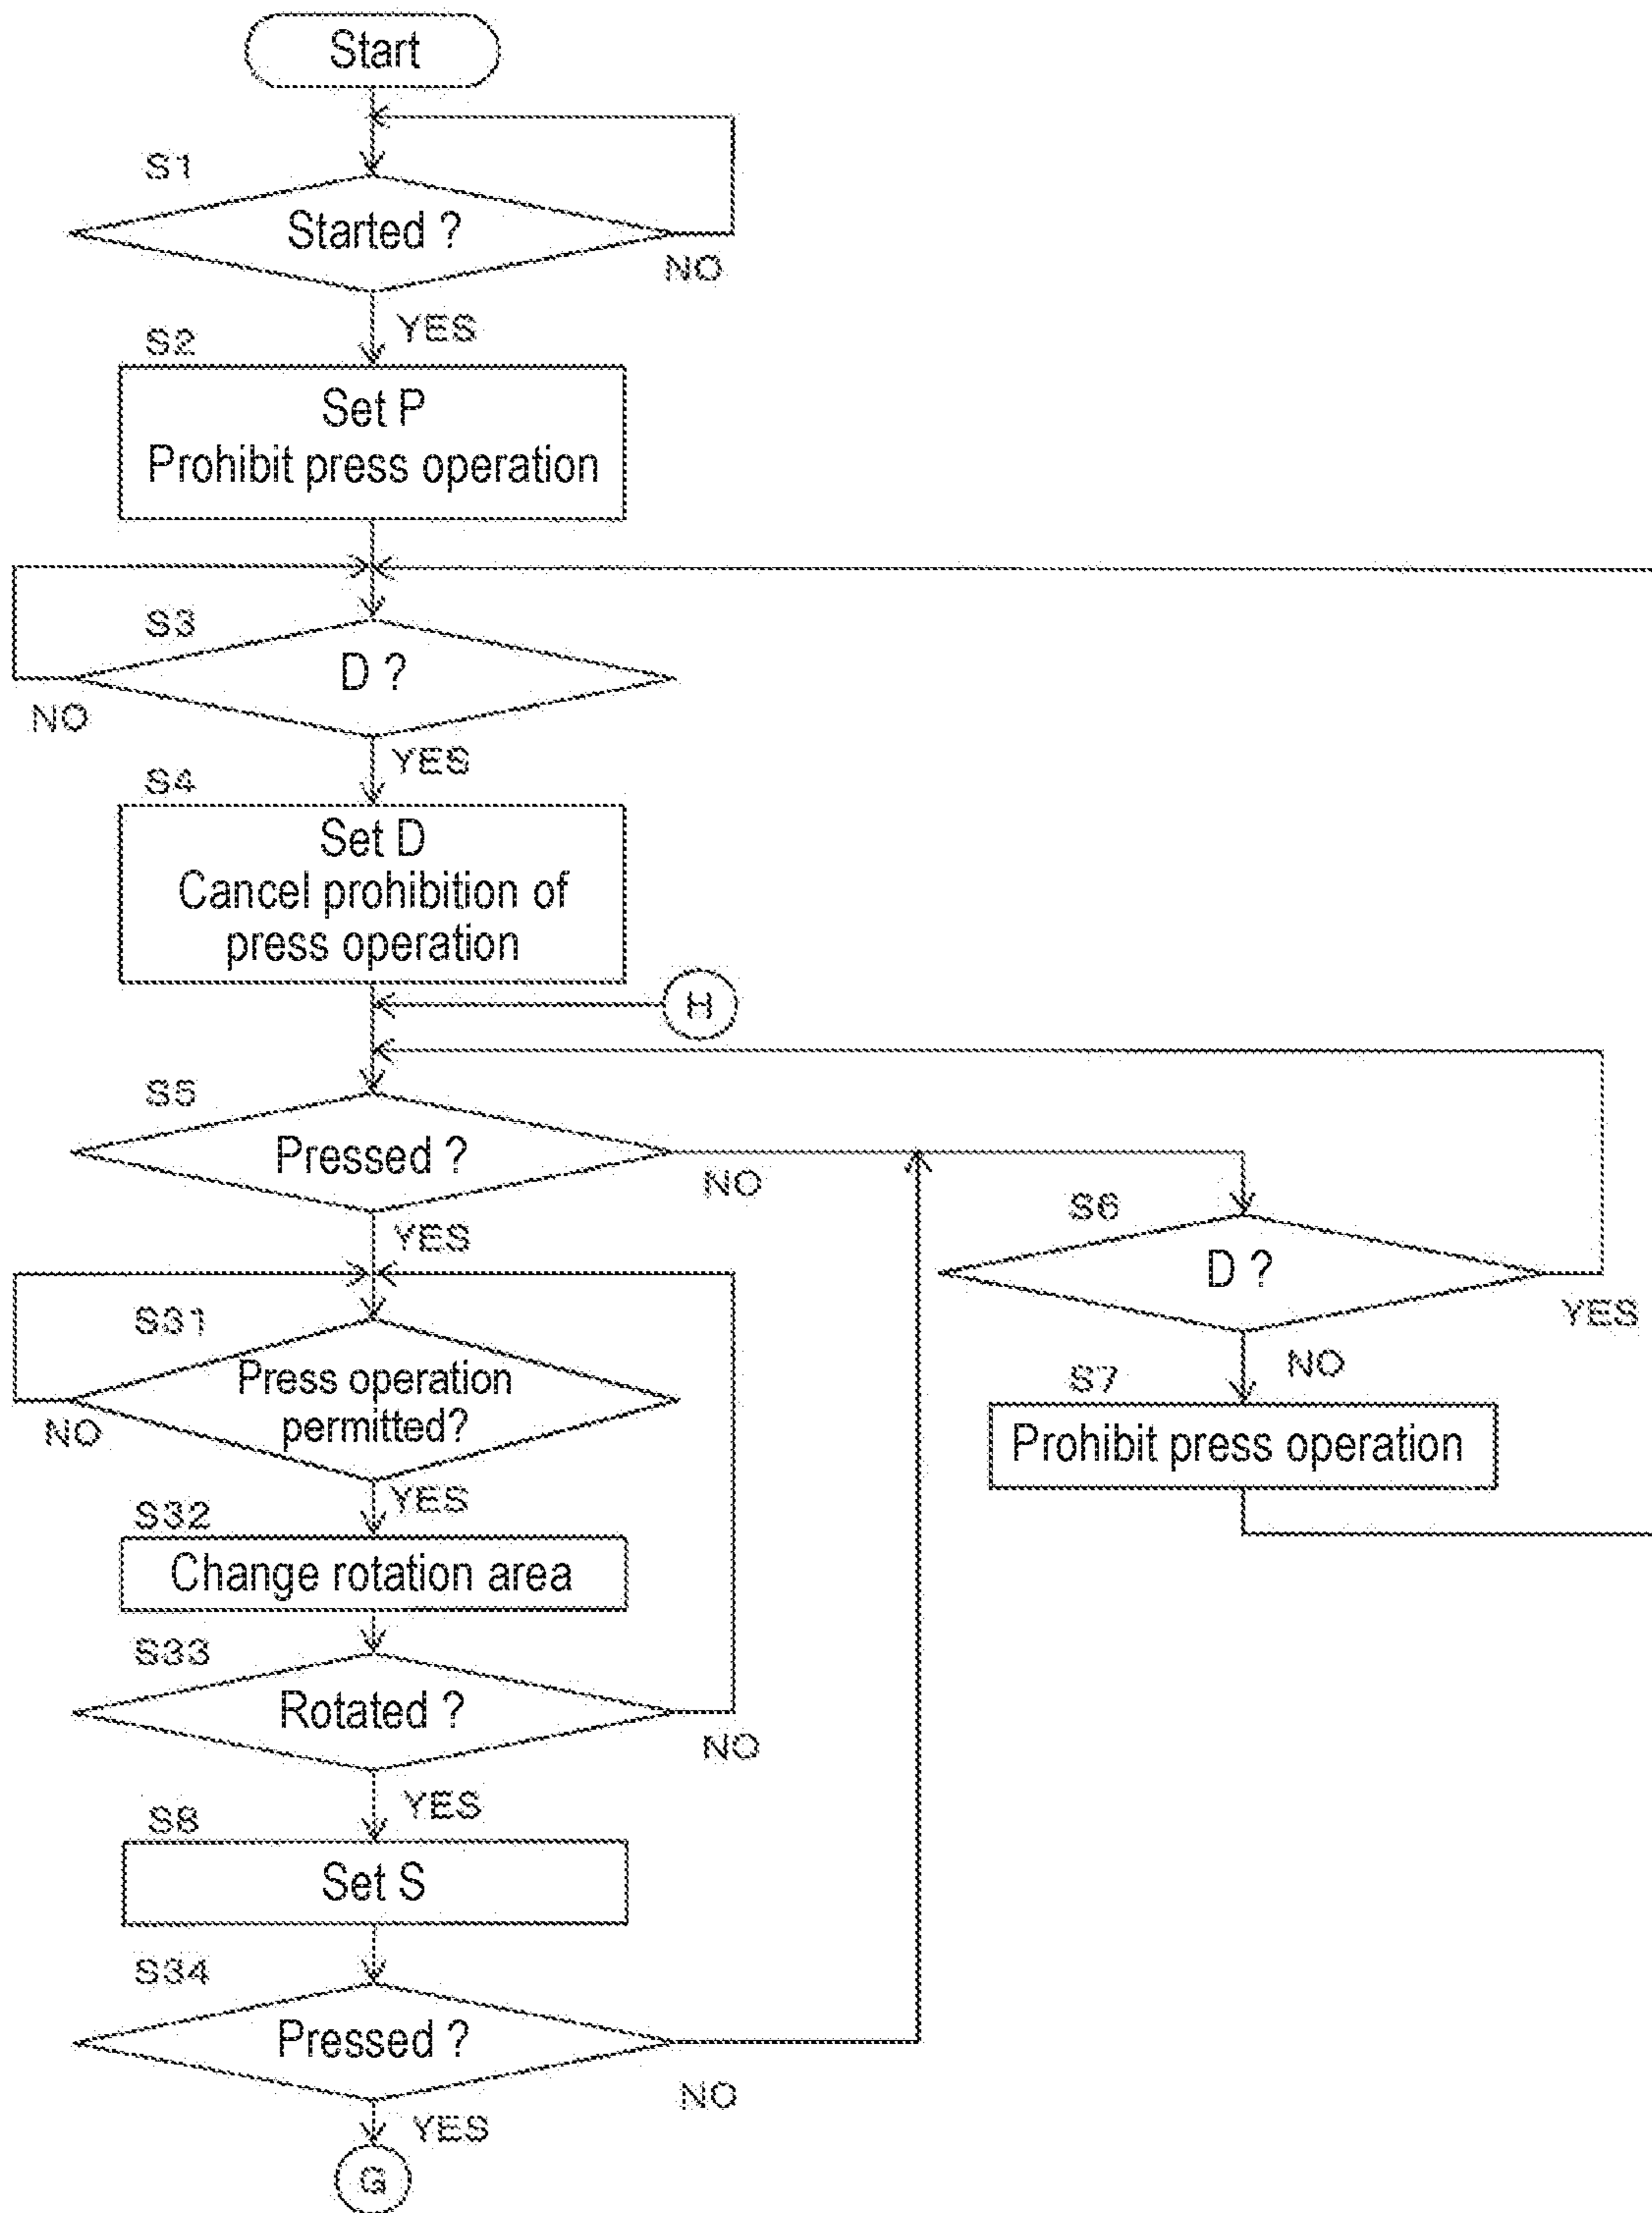 Start
S1
Started ?
NO
YES
S2
Set P
Prohibit press operation
S3
D ?
NO
YES
S4
Set D
Cancel prohibition of
press operation
H
S5
Pressed ?
NO
YES
S6
D ?
YES
NO
S7
Prohibit press operation
S31
Press operation
permitted?
NO
YES
S32
Change rotation area
S33
Rotated ?
NO
YES
S8
Set S
S34
Pressed ?
NO
YES
G